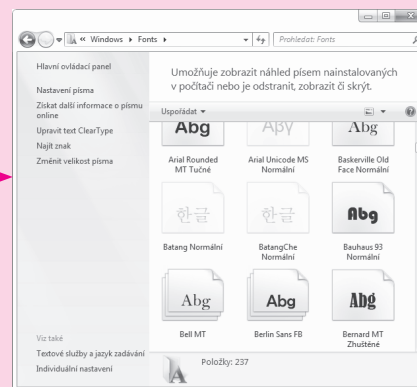 « Windows ▸ Fonts ▸
Prohledat: Fonts
Hlavní ovládací panel
Nastavení písma
Získat další informace o písmu
online
Upravit text ClearType
Najít znak
Změnit velikost písma
Viz také
Textové služby a jazyk zadávání
Individuální nastavení
Umožňuje zobrazit náhled písem nainstalovaných
v počítači nebo je odstranit, zobrazit či skrýt.
Uspořádat ▾
Abg
Αβγ
Abg
Arial Rounded
MT Tučné
Arial Unicode MS
Normální
Baskerville Old
Face Normální
한글
한글
Abg
Batang Normální
BatangChe
Normální
Bauhaus 93
Normální
Abg
Abg
Abg
Bell MT
Berlin Sans FB
Bernard MT
Zhuštěné
Položky: 237